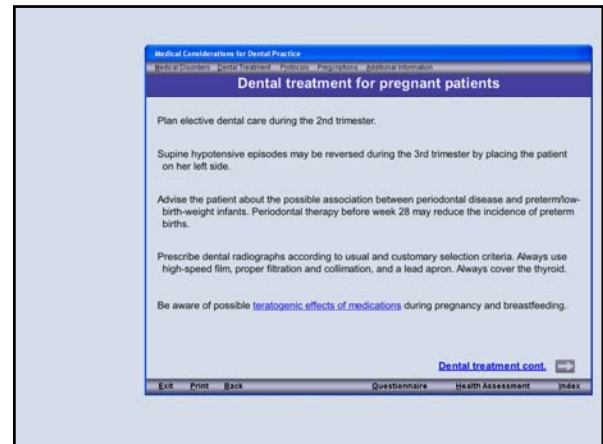 Medical Considerations for Dental Practice
Medical Disorders Dental Treatment Protocols Prescriptions Additional Information
Dental treatment for pregnant patients
Plan elective dental care during the 2nd trimester.
Supine hypotensive episodes may be reversed during the 3rd trimester by placing the patient
on her left side.
Advise the patient about the possible association between periodontal disease and preterm/low-
birth-weight infants. Periodontal therapy before week 28 may reduce the incidence of preterm
births.
Prescribe dental radiographs according to usual and customary selection criteria. Always use
high-speed film, proper filtration and collimation, and a lead apron. Always cover the thyroid.
Be aware of possible teratogenic effects of medications during pregnancy and breastfeeding.
Dental treatment cont.
Exit Print Back Questionnaire Health Assessment Index